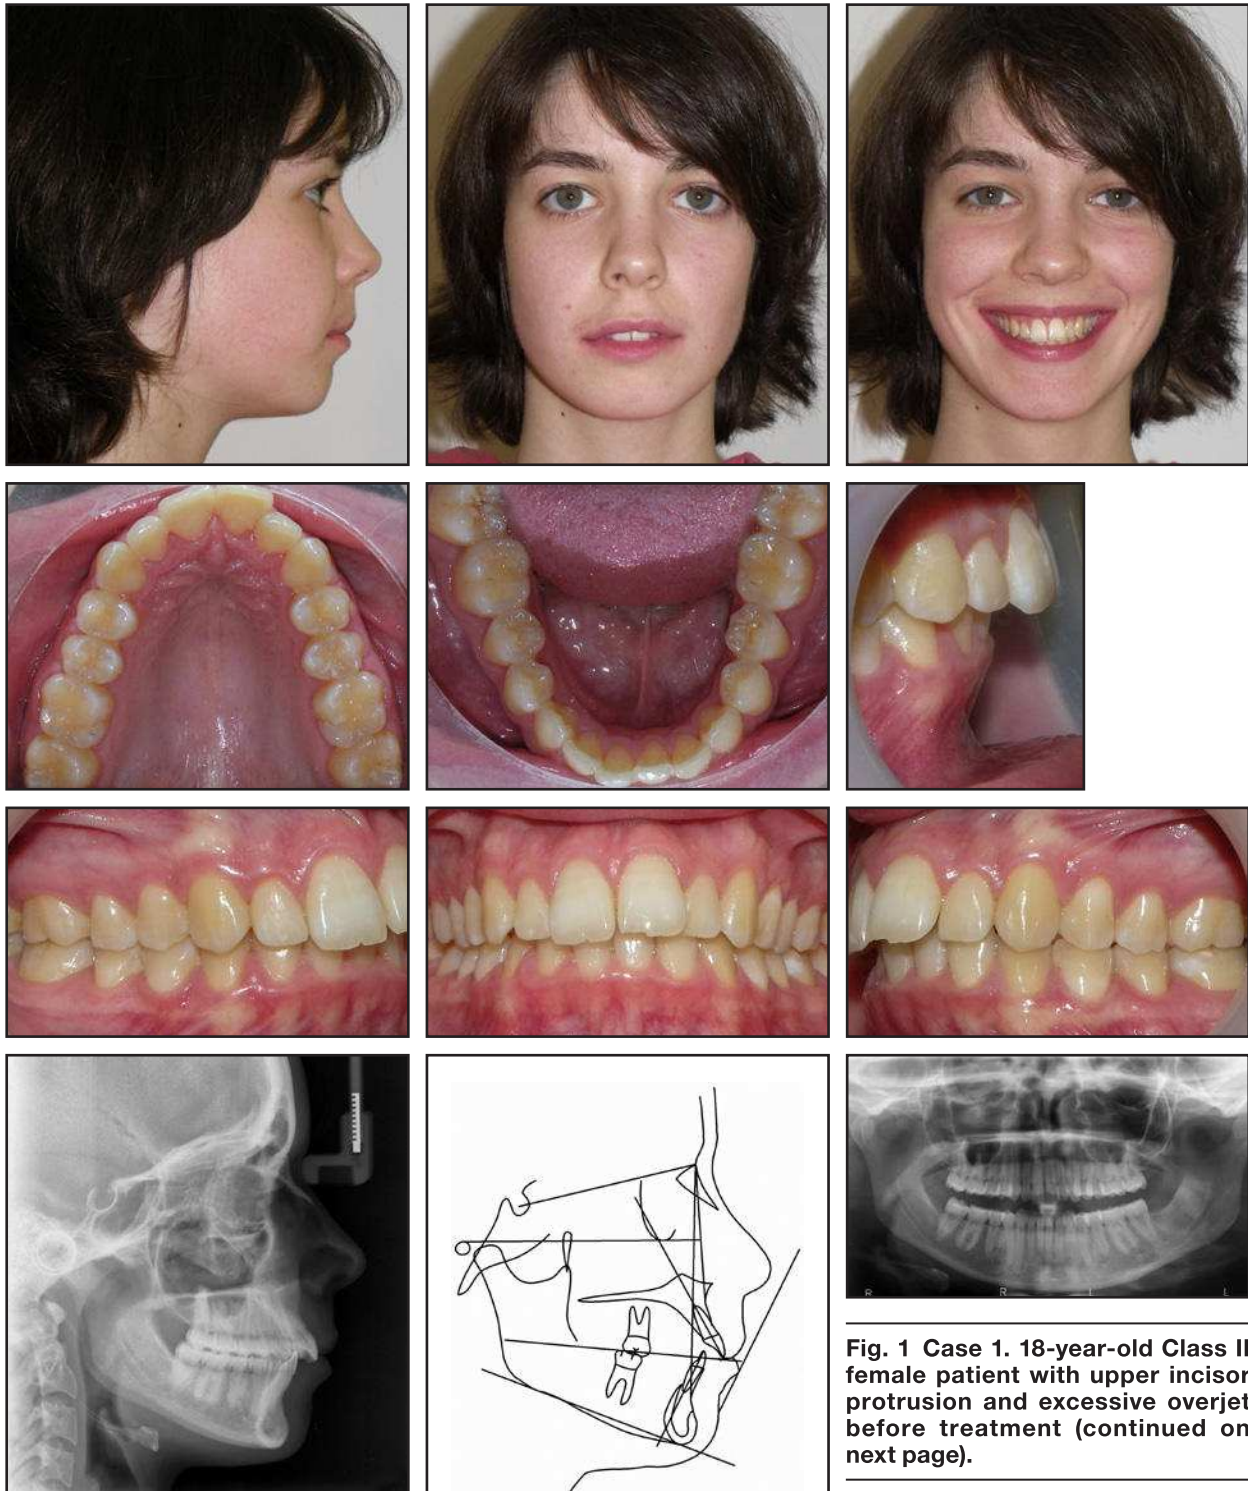 R
R
L
L
Fig. 1 Case 1. 18-year-old Class II
female patient with upper incisor
protrusion and excessive overjet
before treatment (continued on
next page).